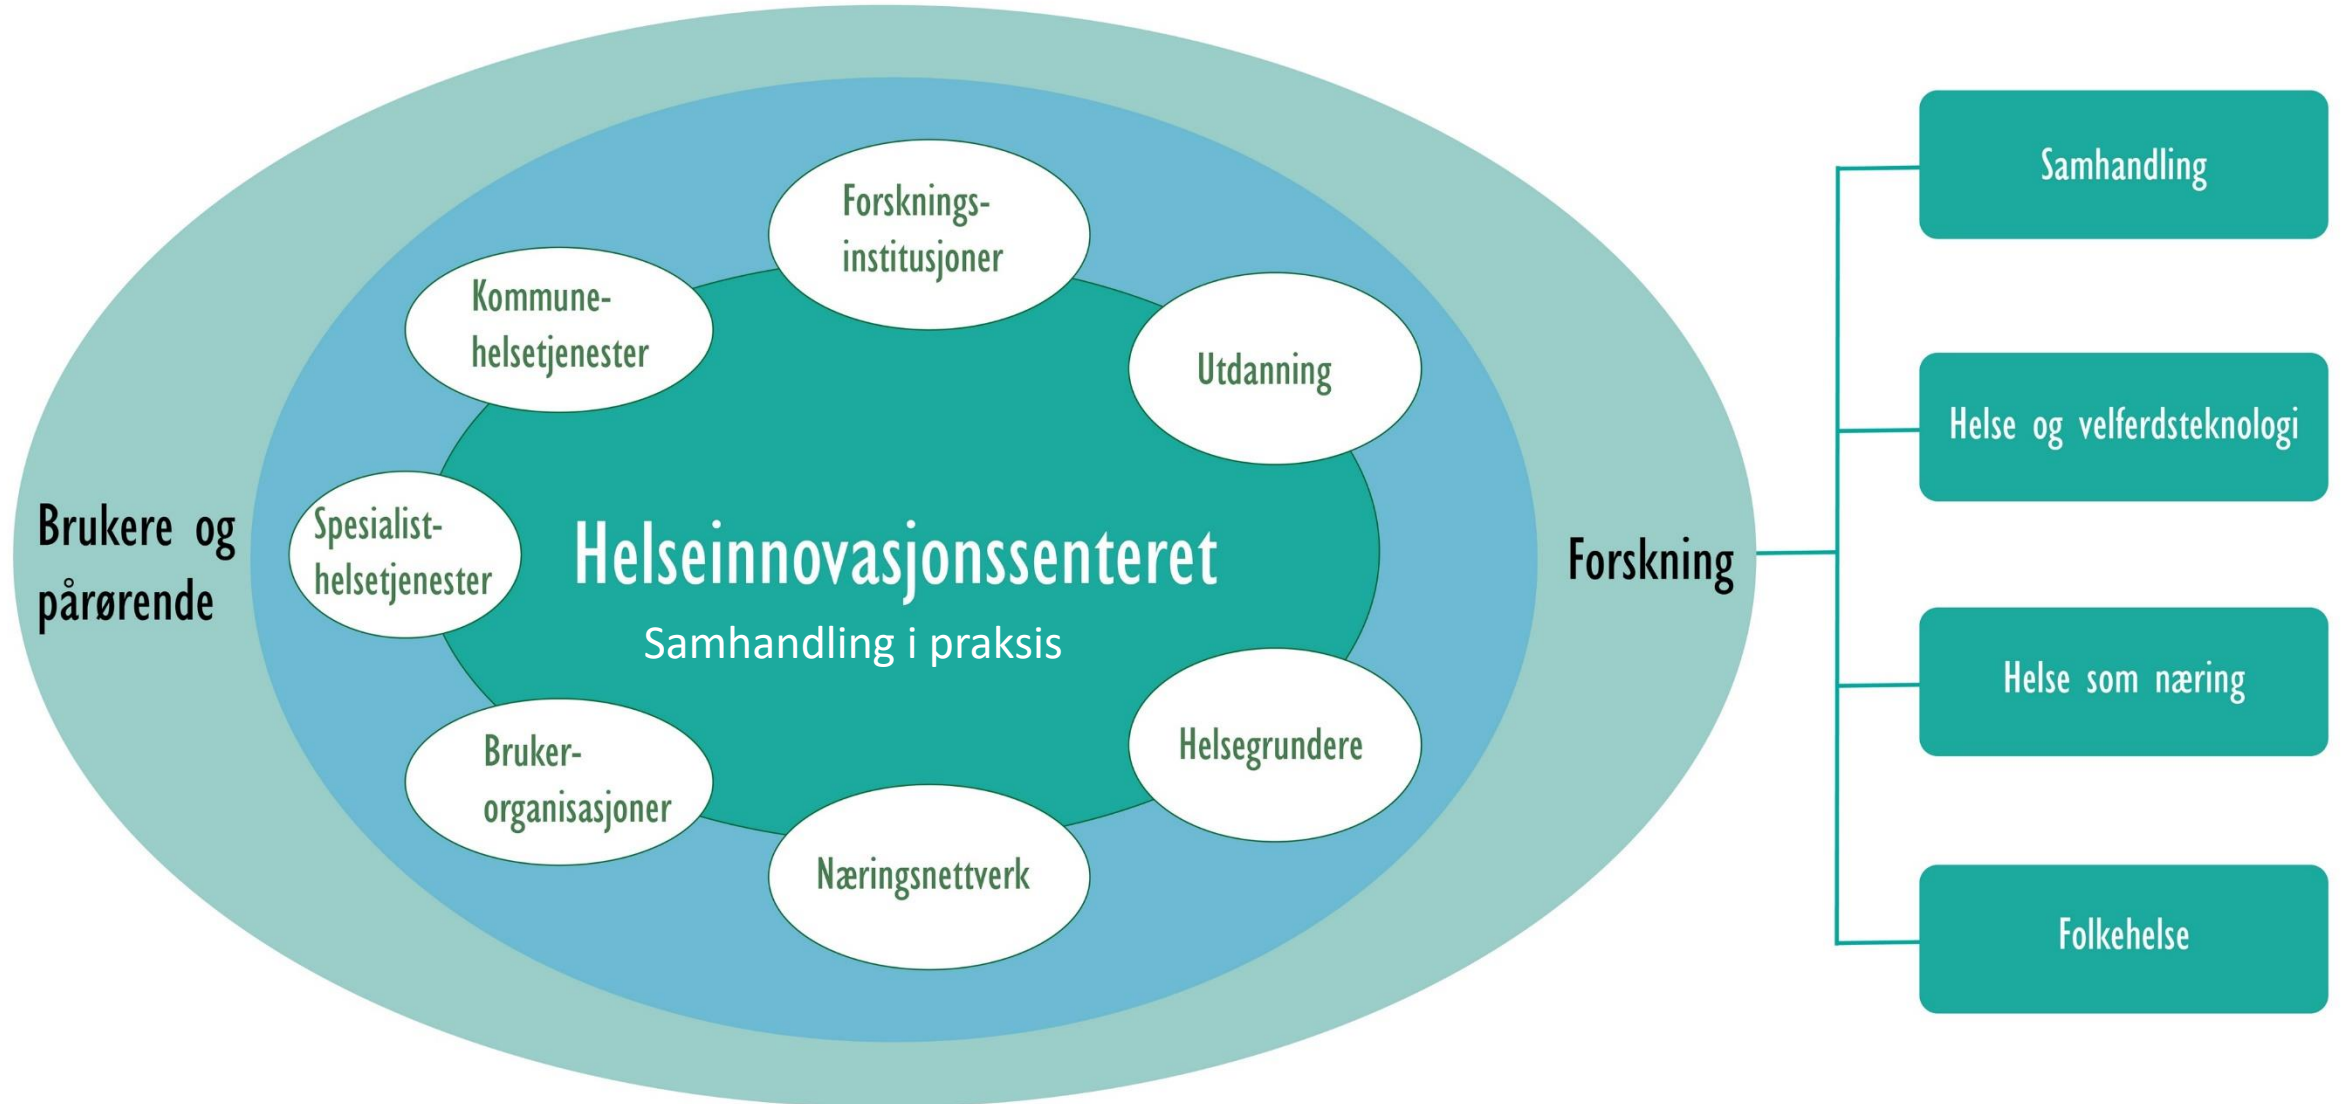 Forsknings-
institusjoner
Kommune-
helsetjenester
Utdanning
Spesialist-
helsetjenester
Brukere og
pårørende
Helseinnovasjonssenteret
Samhandling i praksis
Forskning
Bruker-
organisasjoner
Helsegrundere
Næringsnettverk
Samhandling
Helse og velferdsteknologi
Helse som næring
Folkehelse